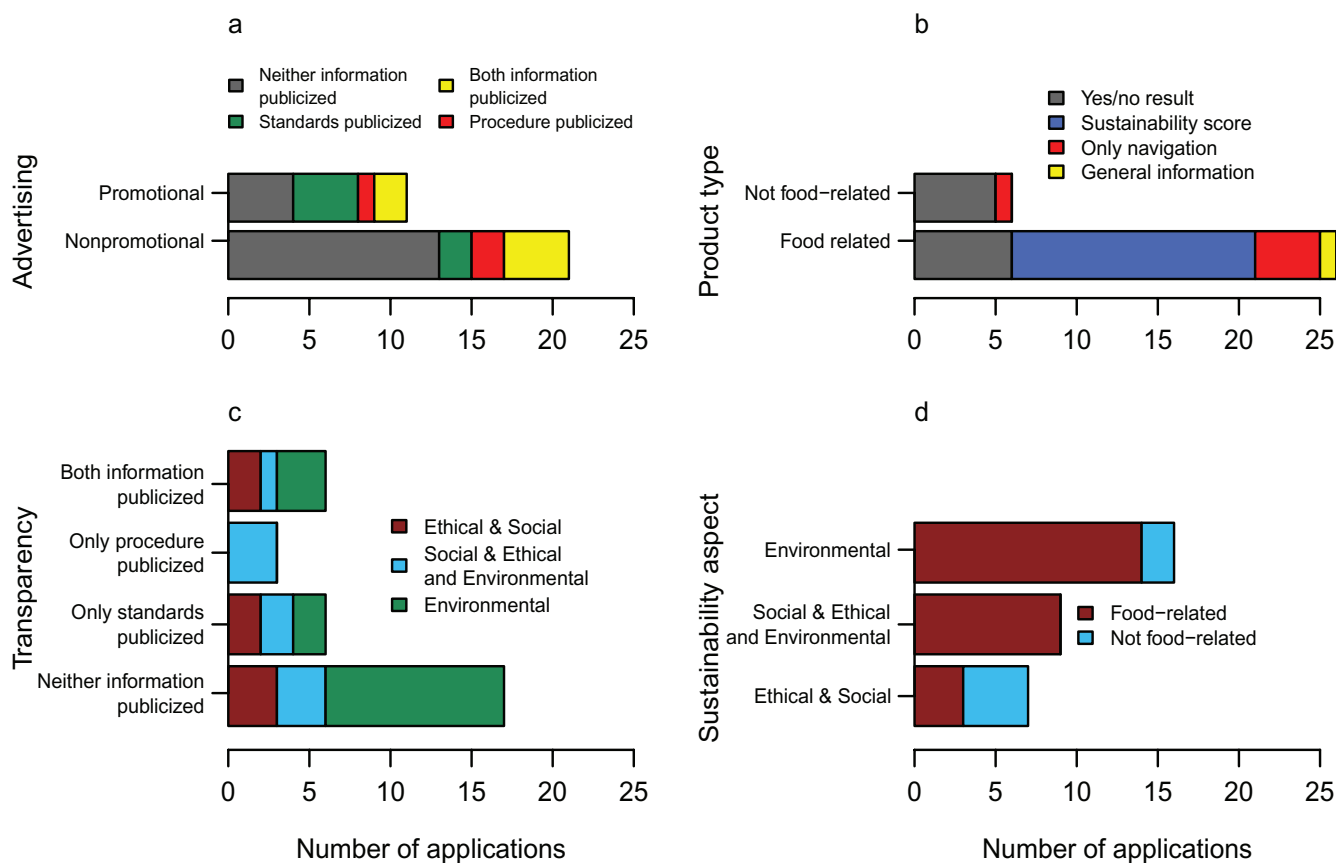 a
Neither information
publicized
Both information
publicized
Standards publicized
Procedure publicized
Advertising
Promotional
Nonpromotional
0 5 10 15 20 25
b
Yes/no result
Sustainability score
Only navigation
General information
Product type
Not food−related
Food related
0 5 10 15 20 25
c
Transparency
Both information
publicized
Only procedure
publicized
Only standards
publicized
Neither information
publicized
Ethical & Social
Social & Ethical
and Environmental
Environmental
0 5 10 15 20 25
Number of applications
d
Sustainability aspect
Environmental
Social & Ethical
and Environmental
Ethical & Social
Food−related
Not food−related
0 5 10 15 20 25
Number of applications